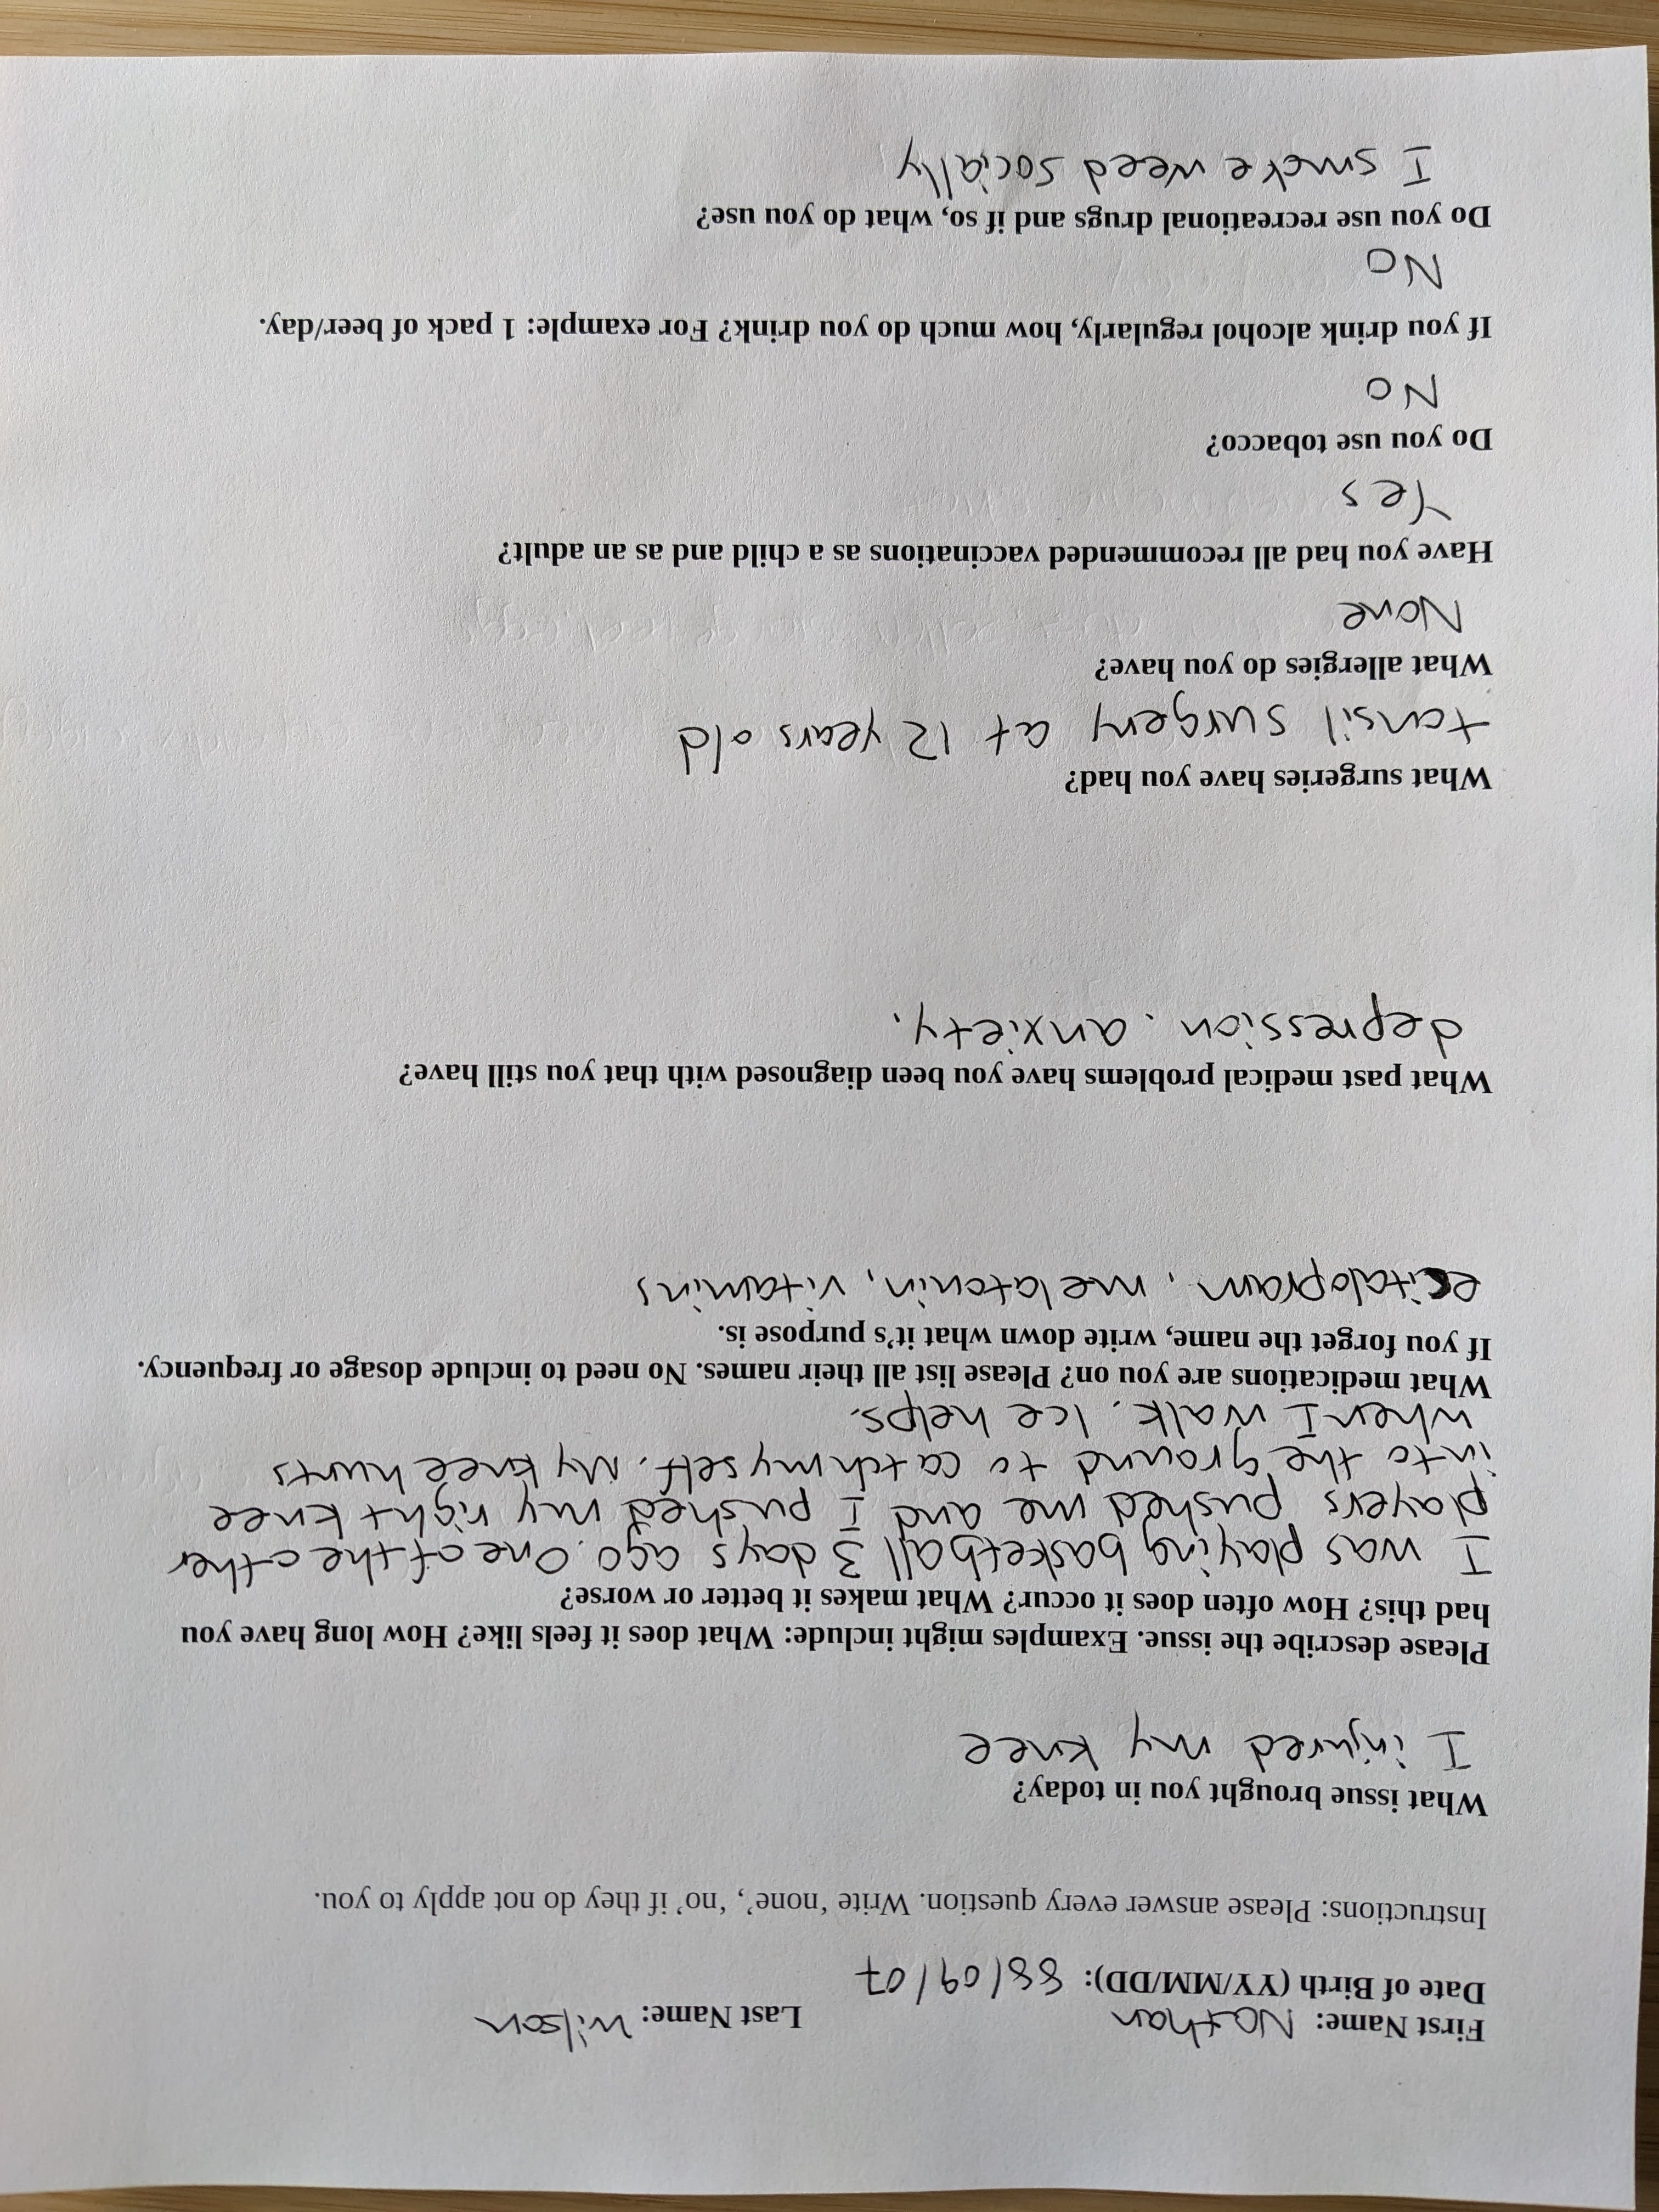 First Name: Nathan Last Name: Wilson
Date of Birth (YY/MM/DD): 88/09/07
Instructions: Please answer every question. Write ‘none’, ‘no’ if they do not apply to you.
What issue brought you in today?
I injured my knee
Please describe the issue. Examples might include: What does it feels like? How long have you
had this? How often does it occur? What makes it better or worse?
I was playing basketball 3 days ago. One of the other
players pushed me and I pushed my right knee
into the ground to catch myself. My knee hurts
when I walk. Ice helps.
What medications are you on? Please list all their names. No need to include dosage or frequency.
If you forget the name, write down what it’s purpose is.
ecitalopram, melatonin, vitamins
What past medical problems have you been diagnosed with that you still have?
depression. anxiety.
What surgeries have you had?
tonsil surgery at 12 years old
What allergies do you have?
None
Have you had all recommended vaccinations as a child and as an adult?
Yes
Do you use tobacco?
No
If you drink alcohol regularly, how much do you drink? For example: 1 pack of beer/day.
No
Do you use recreational drugs and if so, what do you use?
I smoke weed socially